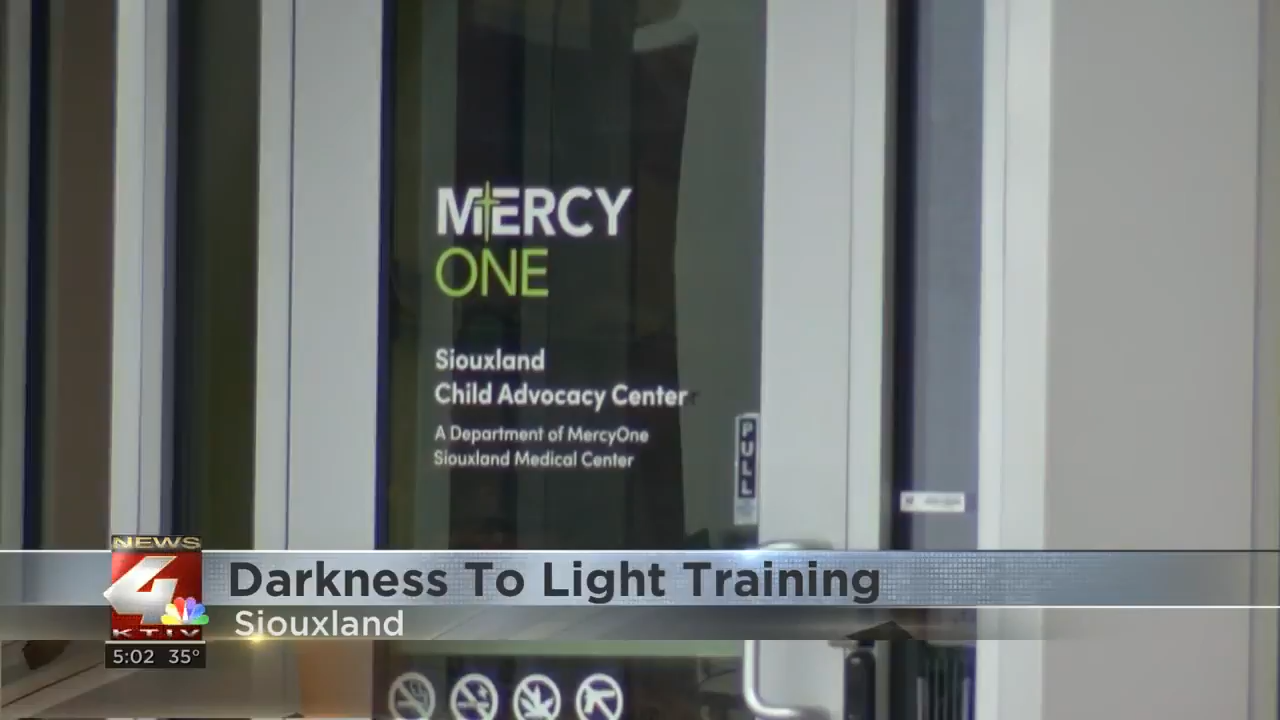 MERCY
ONE
Siouxland
Child Advocacy Center
A Department of MercyOne
Siouxland Medical Center
PULL
NEWS
4
KTIV
Darkness To Light Training
Siouxland
5:02 35°